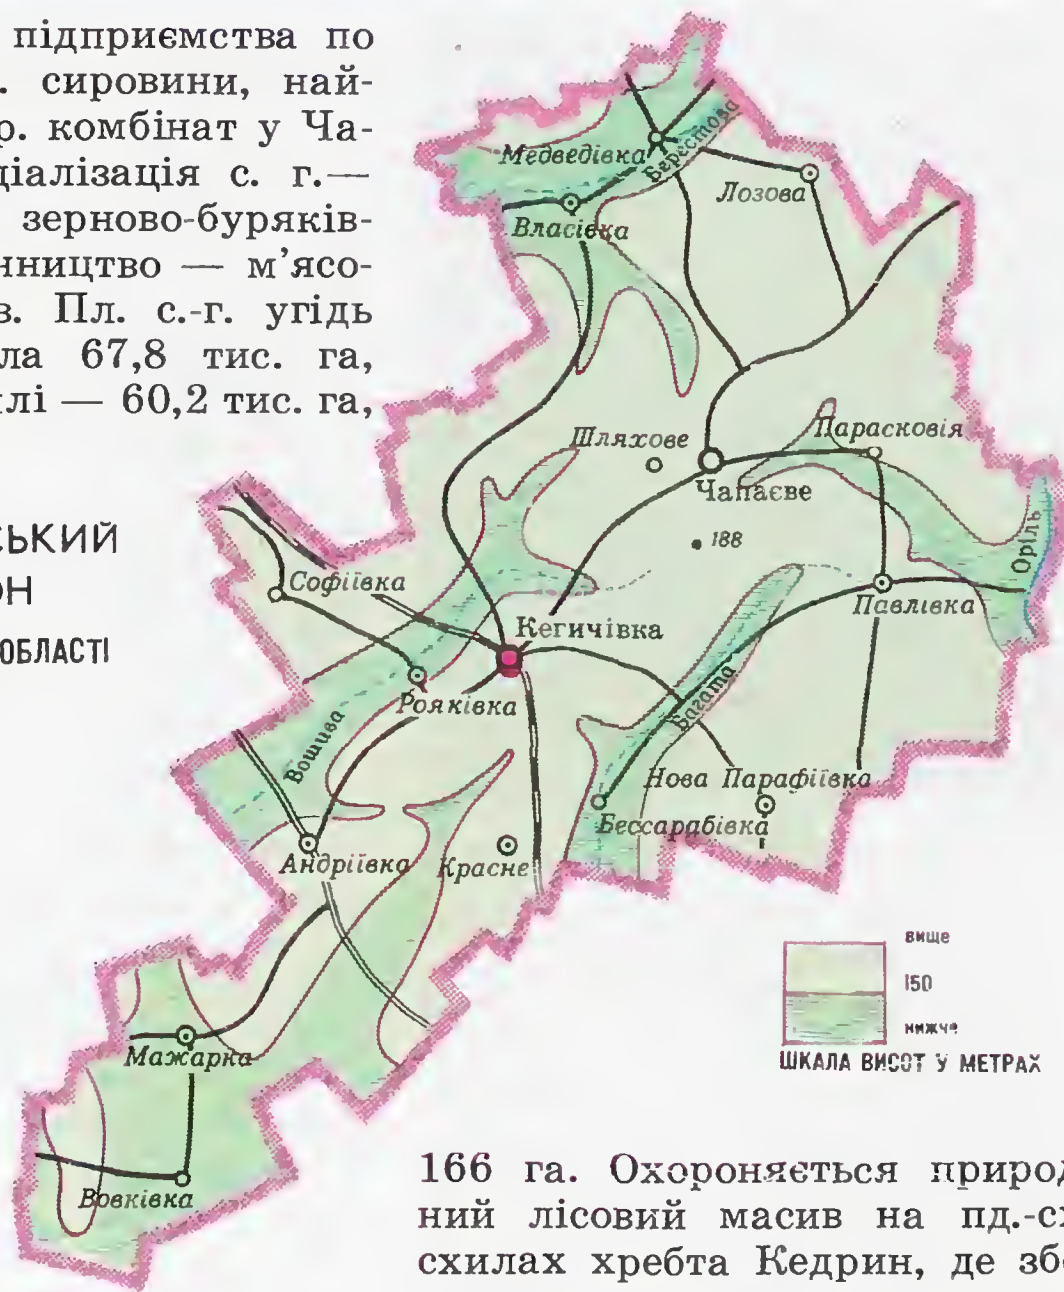 підприємства по
. сировини, най-
р. комбінат у Ча-
ціалізація с. г.—
зерново-буряків-
нництво — м’ясо-
в. Пл. с.-г. угідь
ла 67,8 тис. га,
лі — 60,2 тис. га,
ський
он
ОБЛАСТІ
Медведівка
Берестова
Лозова
Власівка
Шляхове
Парасковія
Чапаєве
188
Оріль
Софіївка
Павлівка
Кегичівка
Рояківка
Вошива
Багата
Нова Парафіївка
Бессарабівка
Андріївка
Красне
Мажарка
Вовківка
вище
150
нижче
ШКАЛА ВИСОТ У МЕТРАХ
166 га. Охороняється природ-
ний лісовий масив на пд.-сх
схилах хребта Кедрин, де зб